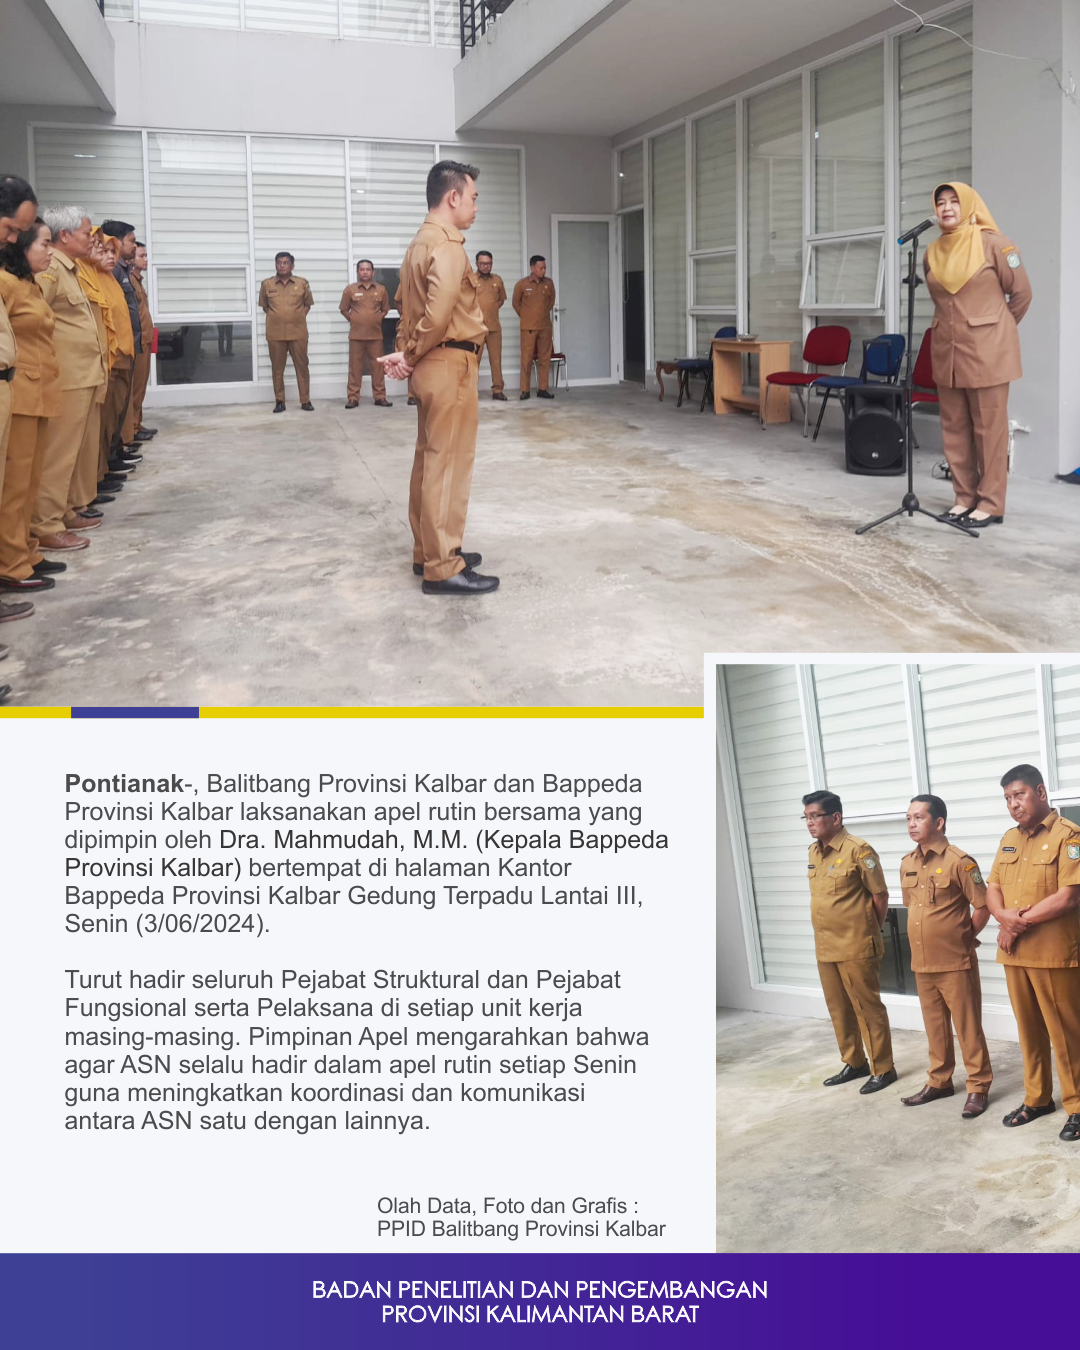 Pontianak-, Balitbang Provinsi Kalbar dan Bappeda
Provinsi Kalbar laksanakan apel rutin bersama yang
dipimpin oleh Dra. Mahmudah, M.M. (Kepala Bappeda
Provinsi Kalbar) bertempat di halaman Kantor
Bappeda Provinsi Kalbar Gedung Terpadu Lantai III,
Senin (3/06/2024).
Turut hadir seluruh Pejabat Struktural dan Pejabat
Fungsional serta Pelaksana di setiap unit kerja
masing-masing. Pimpinan Apel mengarahkan bahwa
agar ASN selalu hadir dalam apel rutin setiap Senin
guna meningkatkan koordinasi dan komunikasi
antara ASN satu dengan lainnya.
Olah Data, Foto dan Grafis :
PPID Balitbang Provinsi Kalbar
BADAN PENELITIAN DAN PENGEMBANGAN
PROVINSI KALIMANTAN BARAT